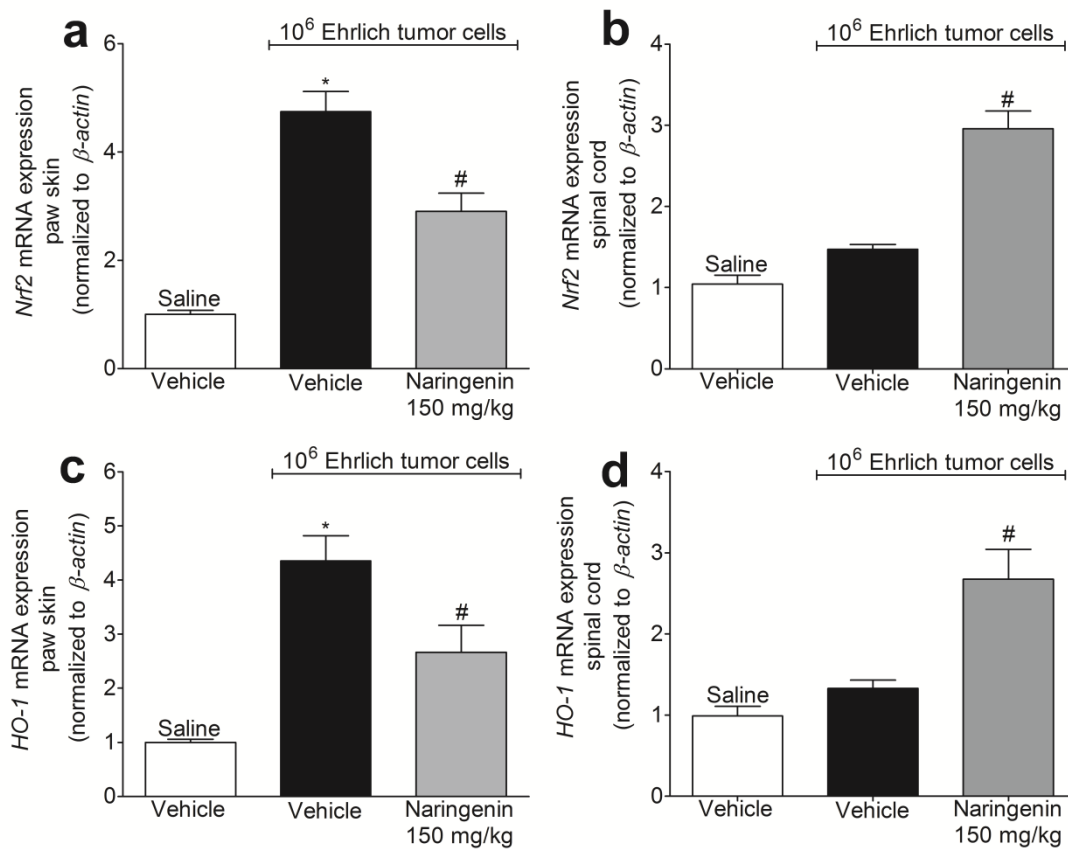 a
10⁶ Ehrlich tumor cells
Nrf2 mRNA expression
paw skin
(normalized to β-actin)
6
4
2
0
*
#
Saline
Vehicle
Vehicle
Naringenin
150 mg/kg
b
10⁶ Ehrlich tumor cells
Nrf2 mRNA expression
spinal cord
(normalized to β-actin)
4
3
2
1
0
#
Saline
Vehicle
Vehicle
Naringenin
150 mg/kg
c
10⁶ Ehrlich tumor cells
HO-1 mRNA expression
paw skin
(normalized to β-actin)
6
5
4
3
2
1
0
*
#
Saline
Vehicle
Vehicle
Naringenin
150 mg/kg
d
10⁶ Ehrlich tumor cells
HO-1 mRNA expression
spinal cord
(normalized to β-actin)
4
3
2
1
0
#
Saline
Vehicle
Vehicle
Naringenin
150 mg/kg